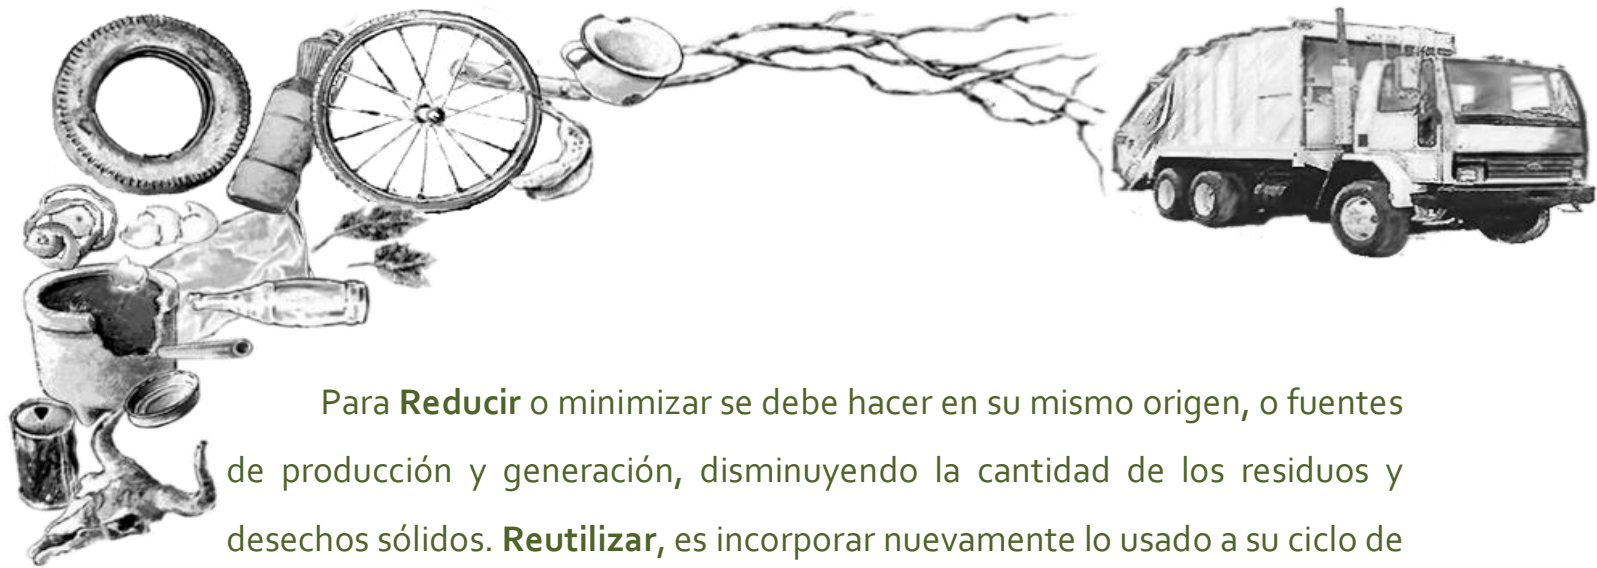 Para Reducir o minimizar se debe hacer en su mismo origen, o fuentes
de producción y generación, disminuyendo la cantidad de los residuos y
desechos sólidos. Reutilizar, es incorporar nuevamente lo usado a su ciclo de